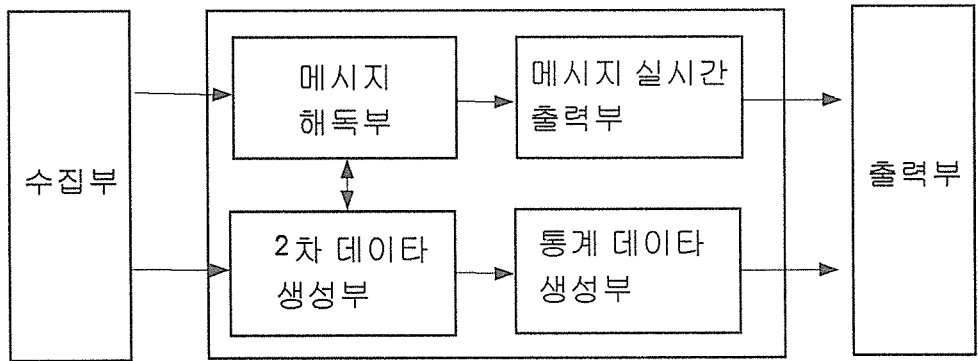 수집부
메시지
해독부
메시지 실시간
출력부
2차 데이타
생성부
통계 데이타
생성부
출력부